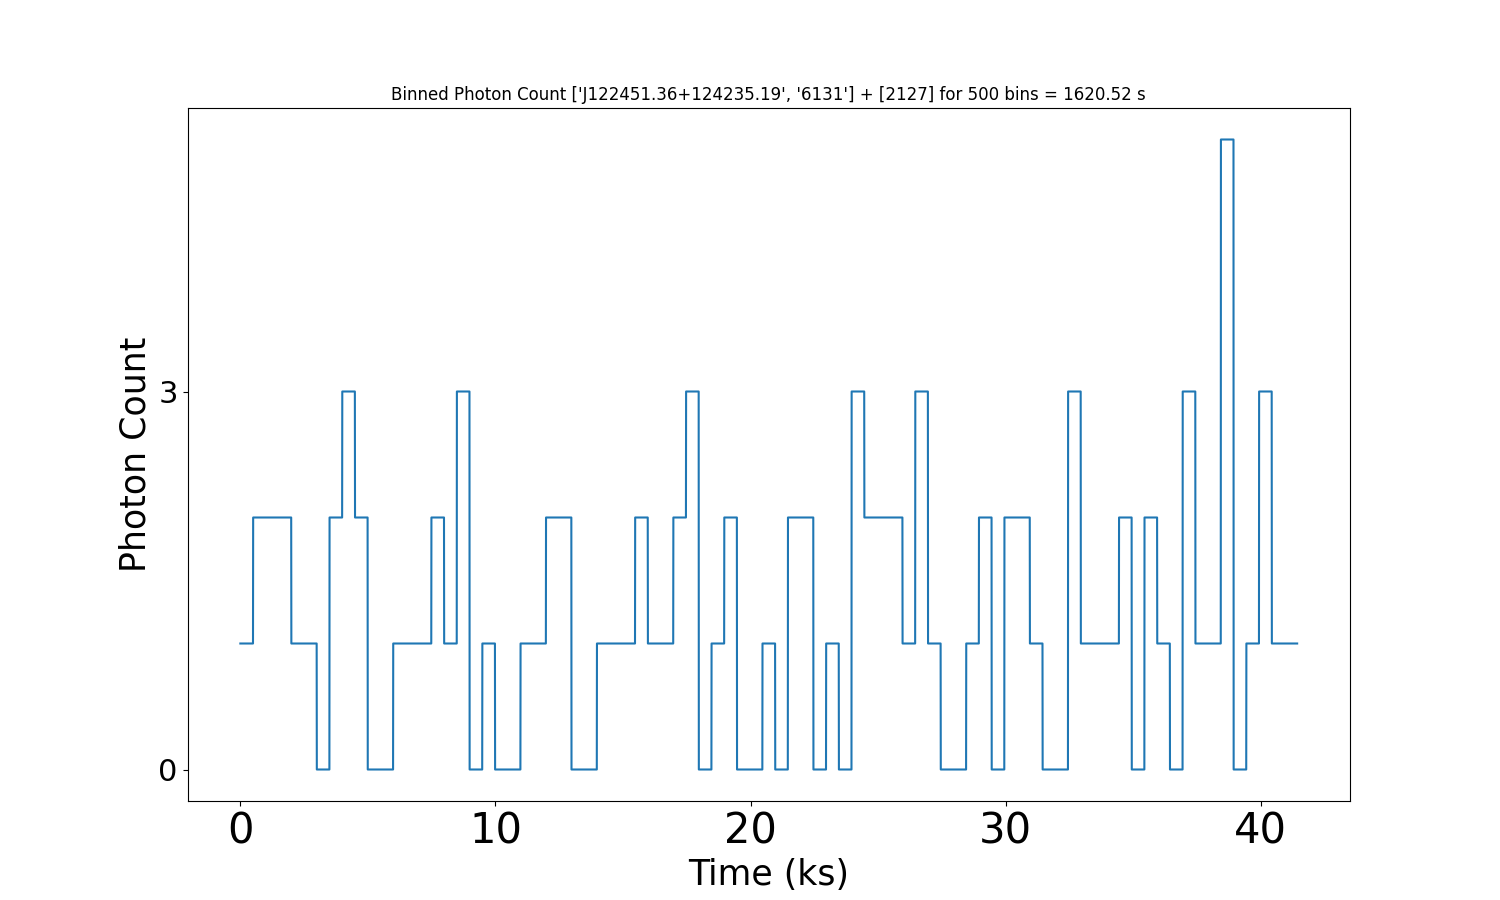 Binned Photon Count ['J122451.36+124235.19', '6131'] + [2127] for 500 bins = 1620.52 s
Photon Count
3
0
0 10 20 30 40
Time (ks)